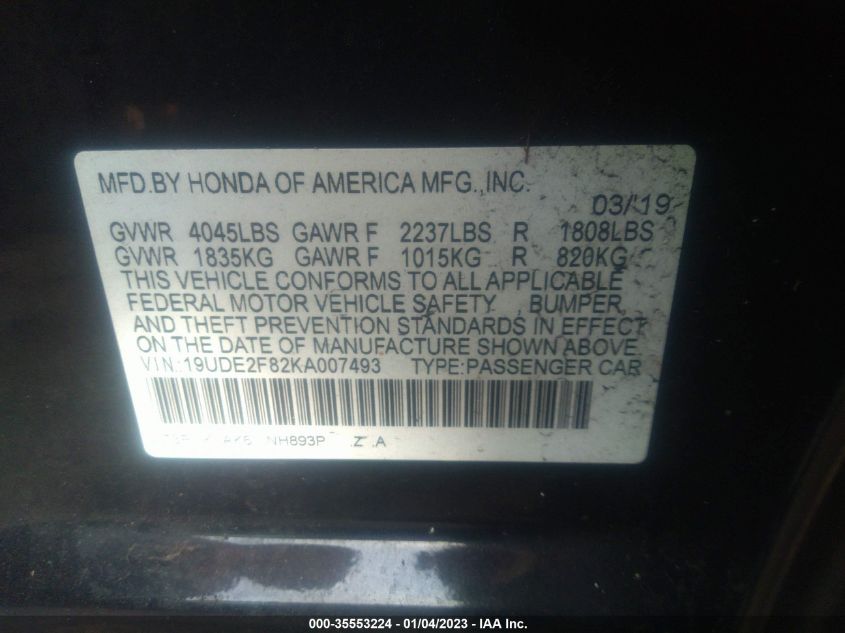 MFD.BY HONDA OF AMERICA MFG.,INC.
03/'19
GVWR 4045LBS GAWR F 2237LBS R 1808LBS
GVWR 1835KG GAWR F 1015KG R 820KG
THIS VEHICLE CONFORMS TO ALL APPLICABLE
FEDERAL MOTOR VEHICLE SAFETY , BUMPER,
AND THEFT PREVENTION STANDARDS IN EFFECT
ON THE DATE OF MANUFACTURE SHOWN ABOVE.
VIN:19UDE2F82KA007493 TYPE:PASSENGER CAR
NH893P
000-35553224 - 01/04/2023 - IAA Inc.